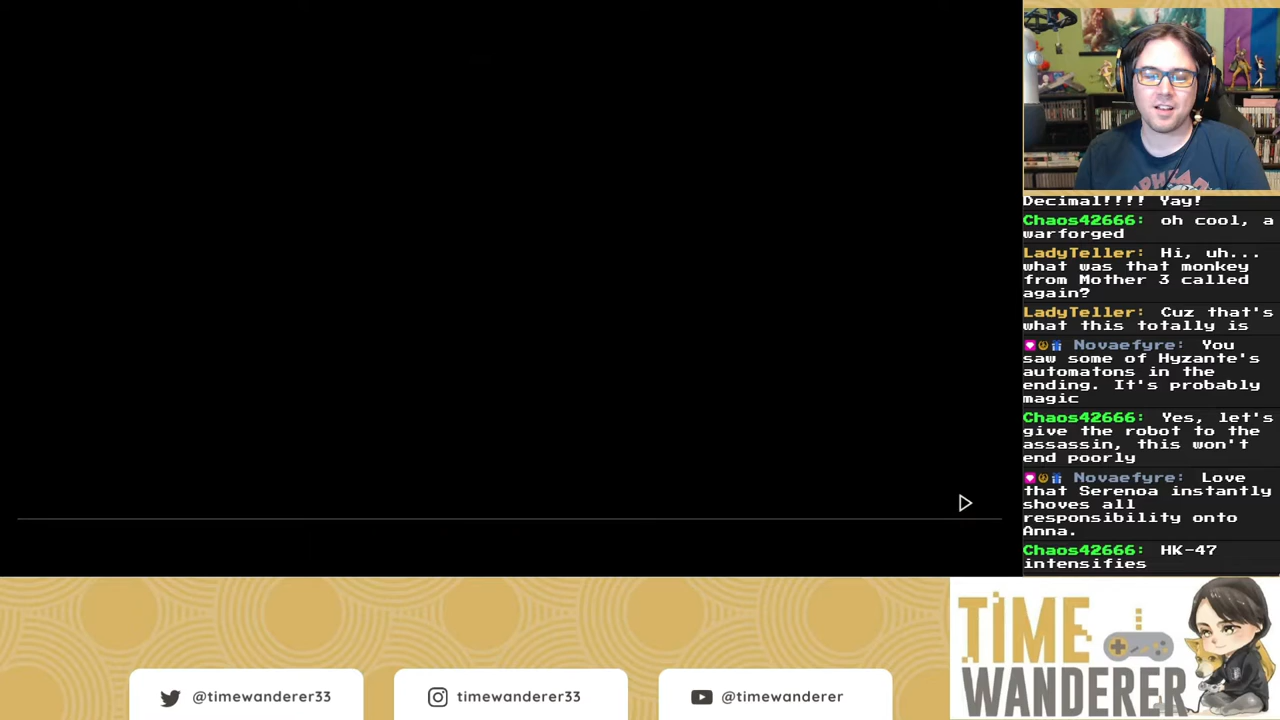 Decimal!!!! Yay!
Chaos42666: oh cool, a
warforged
LadyTeller: Hi, uh...
what was that monkey
from Mother 3 called
again?
LadyTeller: Cuz that's
what this totally is
Novaefyre: You
saw some of Hyzante's
automatons in the
ending. It's probably
magic
Chaos42666: Yes, let's
give the robot to the
assassin, this won't
end poorly
Novaefyre: Love
that Serenoa instantly
shoves all
responsibility onto
Anna.
Chaos42666: HK-47
intensifies
TIME
WANDERER
@timewanderer33
timewanderer33
@timewanderer